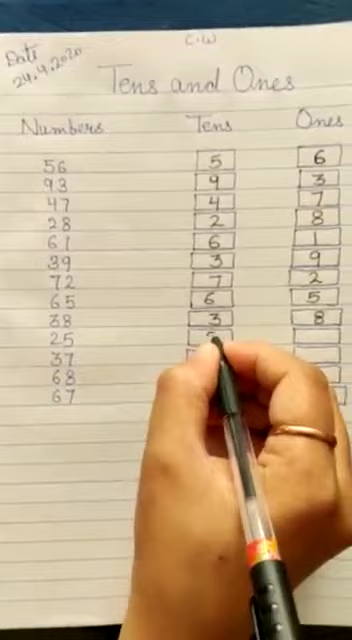 C.W
Date
24.4.2020
Tens and Ones
Numbers Tens Ones
56 5 6
93 9 3
47 4 7
28 2 8
61 6 1
39 3 9
72 7 2
65 6 5
38 3 8
25
37
68
67